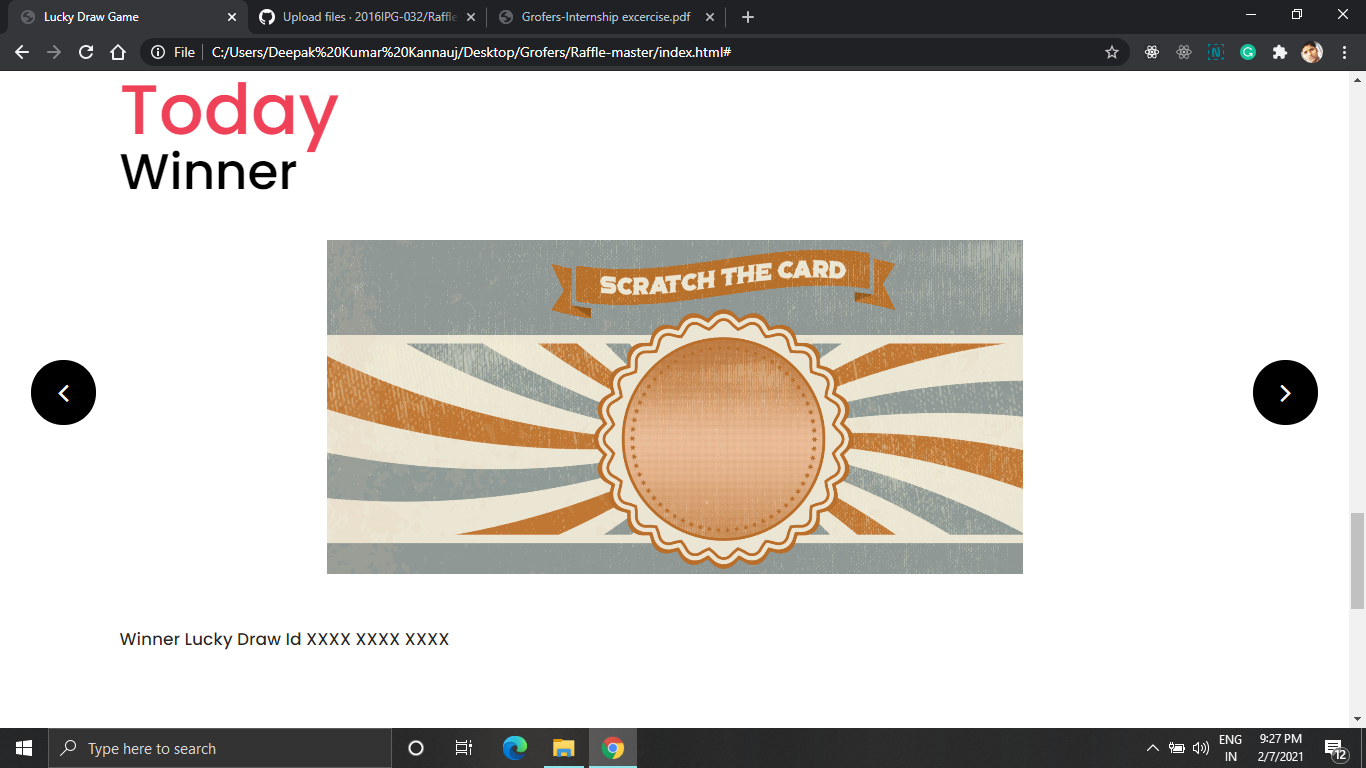 Lucky Draw Game
Upload files · 2016IPG-032/Raffle
Grofers-Internship excercise.pdf
File
C:/Users/Deepak%20Kumar%20Kannauj/Desktop/Grofers/Raffle-master/index.html#
Today
Winner
SCRATCH THE CARD
Winner Lucky Draw Id XXXX XXXX XXXX
Type here to search
ENG
IN
9:27 PM
2/7/2021
12